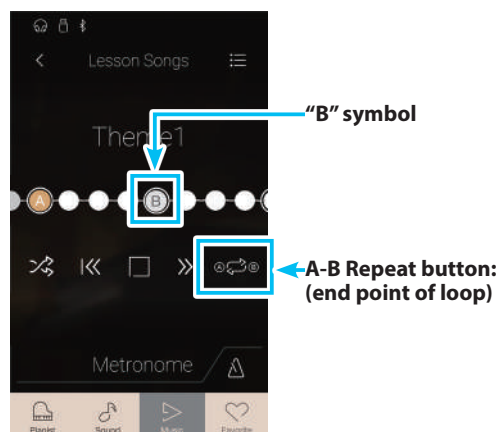 Lesson Songs
“B” symbol
Theme1
A
B
A B
A-B Repeat button:
(end point of loop)
Metronome
Pianist
Sound
Music
Favorite